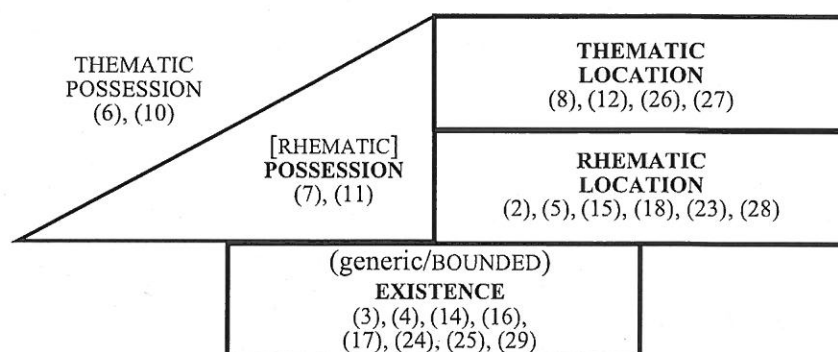 THEMATIC
POSSESSION
(6), (10)
[RHEMATIC]
POSSESSION
(7), (11)
THEMATIC
LOCATION
(8), (12), (26), (27)
RHEMATIC
LOCATION
(2), (5), (15), (18), (23), (28)
(generic/BOUNDED)
EXISTENCE
(3), (4), (14), (16),
(17), (24), (25), (29)